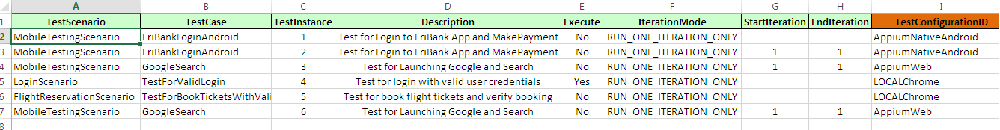 A B C D E F G H I
1 TestScenario TestCase TestInstance Description Execute IterationMode StartIteration EndIteration TestConfigurationID
2 MobileTestingScenario EriBankLoginAndroid 1 Test for Login to EriBank App and MakePayment No RUN_ONE_ITERATION_ONLY AppiumNativeAndroid
3 MobileTestingScenario EriBankLoginAndroid 2 Test for Login to EriBank App and MakePayment No RUN_ONE_ITERATION_ONLY 1 1 AppiumNativeAndroid
4 MobileTestingScenario GoogleSearch 3 Test for Launching Google and Search No RUN_ONE_ITERATION_ONLY 1 1 AppiumWeb
5 LoginScenario TestForValidLogin 4 Test for login with valid user credentials Yes RUN_ONE_ITERATION_ONLY LOCALChrome
6 FlightReservationScenario TestForBookTicketsWithVali 5 Test for book flight tickets and verify booking No RUN_ONE_ITERATION_ONLY LOCALChrome
7 MobileTestingScenario GoogleSearch 6 Test for Launching Google and Search No RUN_ONE_ITERATION_ONLY 1 1 AppiumWeb
8